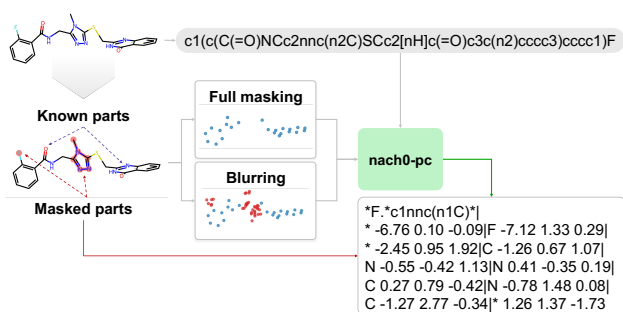 c1(c(C(=O)NCc2nnc(n2C)SCc2[nH]c(=O)c3c(n2)cccc3)cccc1)F
Known parts
Full masking
Blurring
nach0-pc
Masked parts
*F.*c1nnc(n1C)*|
* -6.76 0.10 -0.09|F -7.12 1.33 0.29|
* -2.45 0.95 1.92|C -1.26 0.67 1.07|
N -0.55 -0.42 1.13|N 0.41 -0.35 0.19|
C 0.27 0.79 -0.42|N -0.78 1.48 0.08|
C -1.27 2.77 -0.34|* 1.26 1.37 -1.73